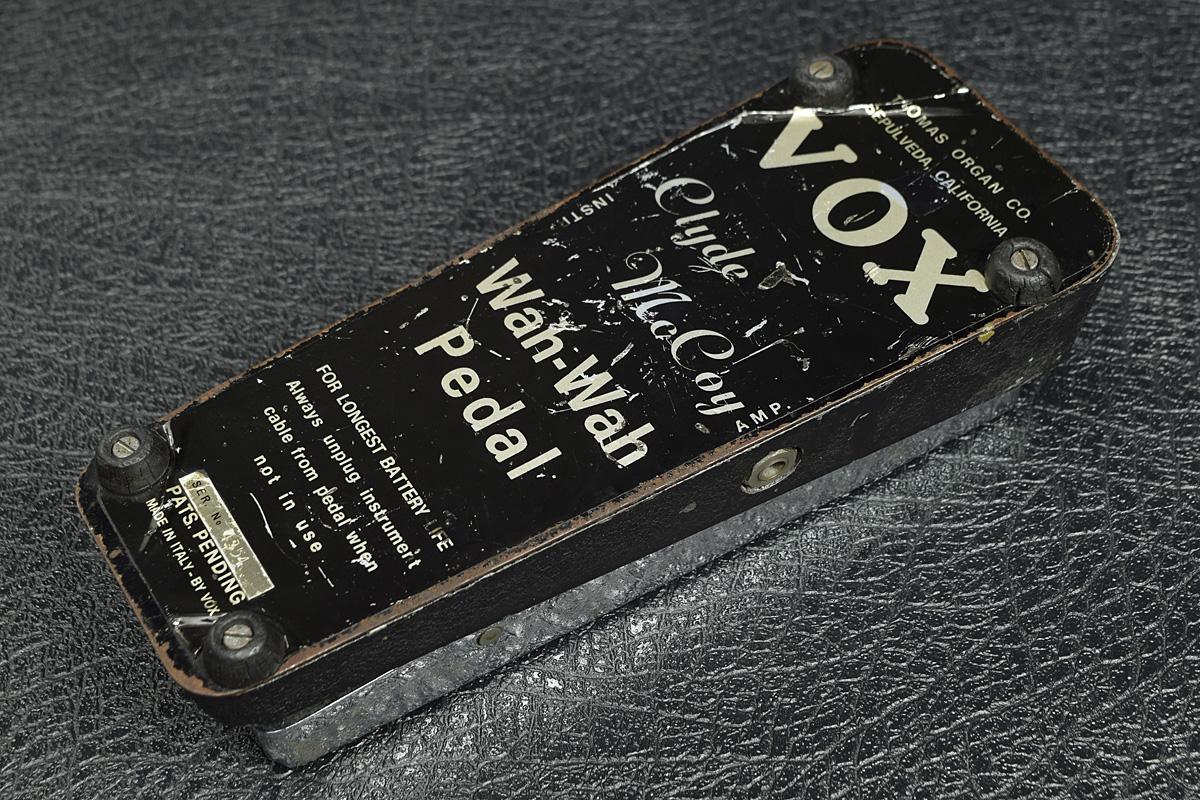 THOMAS ORGAN CO.
SEPULVEDA, CALIFORNIA
VOX
Clyde
McCoy
INST.
AMP.
Wah-Wah
Pedal
FOR LONGEST BATTERY LIFE
Always unplug instrument
cable from pedal when
not in use
SER. No
PATS. PENDING
MADE IN ITALY - BY VOX